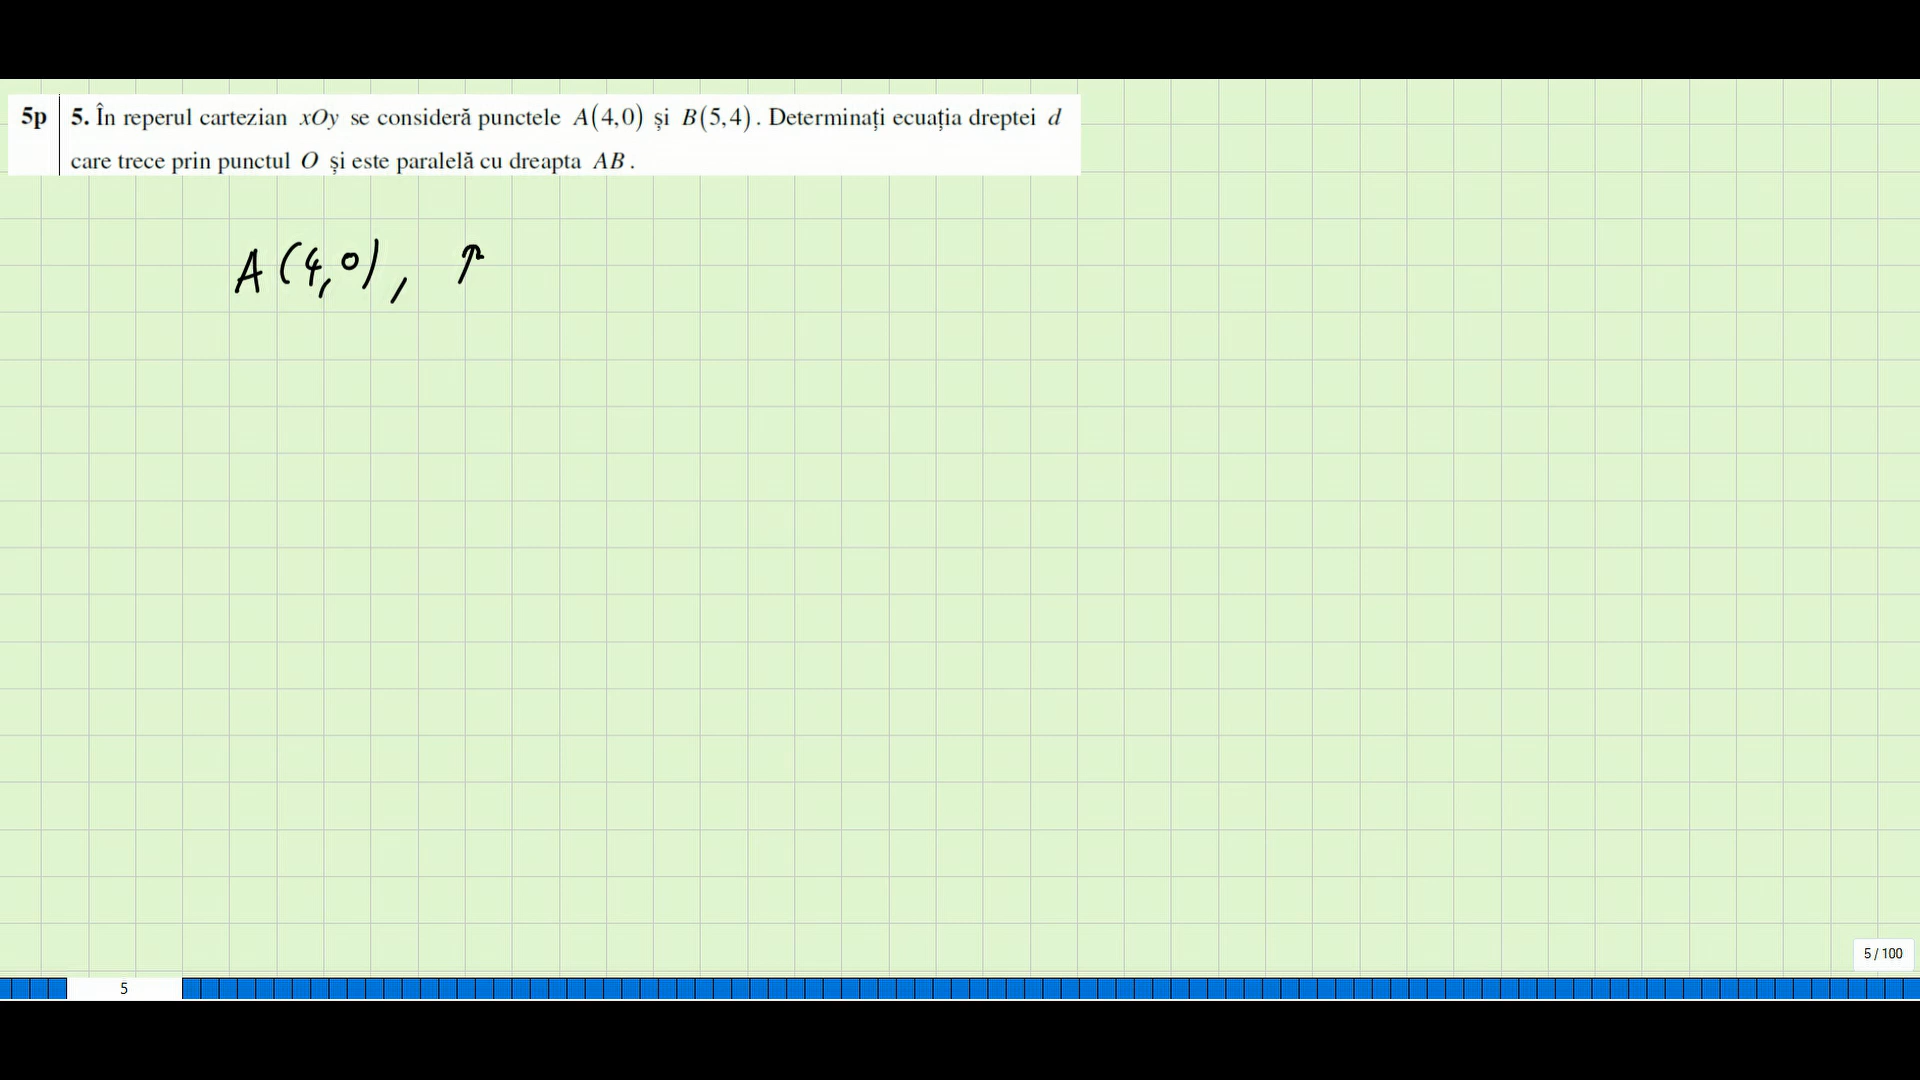 5p 5. În reperul cartezian xOy se consideră punctele A(4,0) și B(5,4). Determinați ecuația dreptei d
care trece prin punctul O și este paralelă cu dreapta AB.
A(4,0),
5 / 100
5